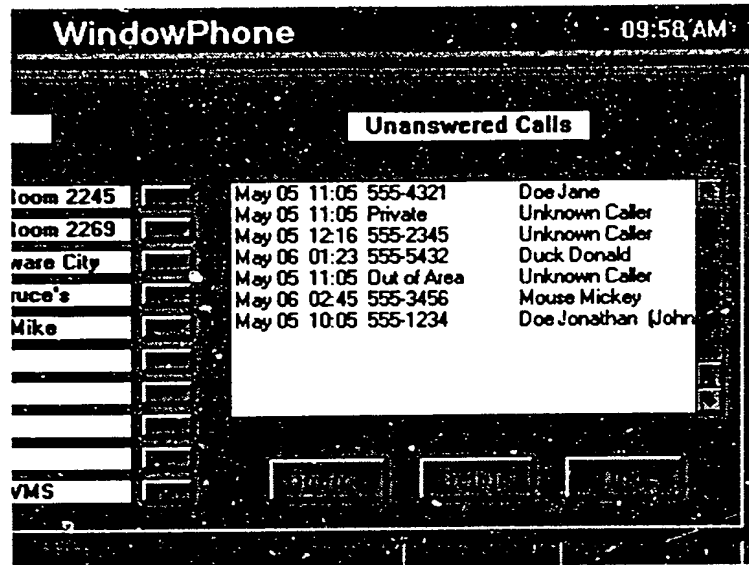 WindowPhone 09:58 AM
Unanswered Calls
Room 2245
Room 2269
ware City
ruce's
Mike
VMS
May 05 11:05 555-4321 Doe Jane
May 05 11:05 Private Unknown Caller
May 05 12:16 555-2345 Unknown Caller
May 06 01:23 555-5432 Duck Donald
May 05 11:05 Out of Area Unknown Caller
May 06 02:45 555-3456 Mouse Mickey
May 05 10:05 555-1234 Doe Jonathan (John